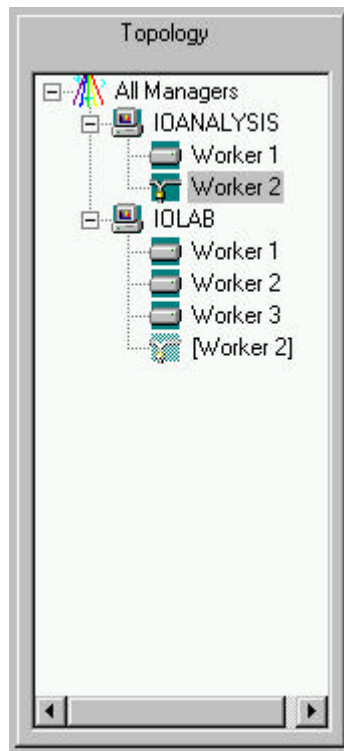 Topology
All Managers
IOANALYSIS
Worker 1
Worker 2
IOLAB
Worker 1
Worker 2
Worker 3
[Worker 2]